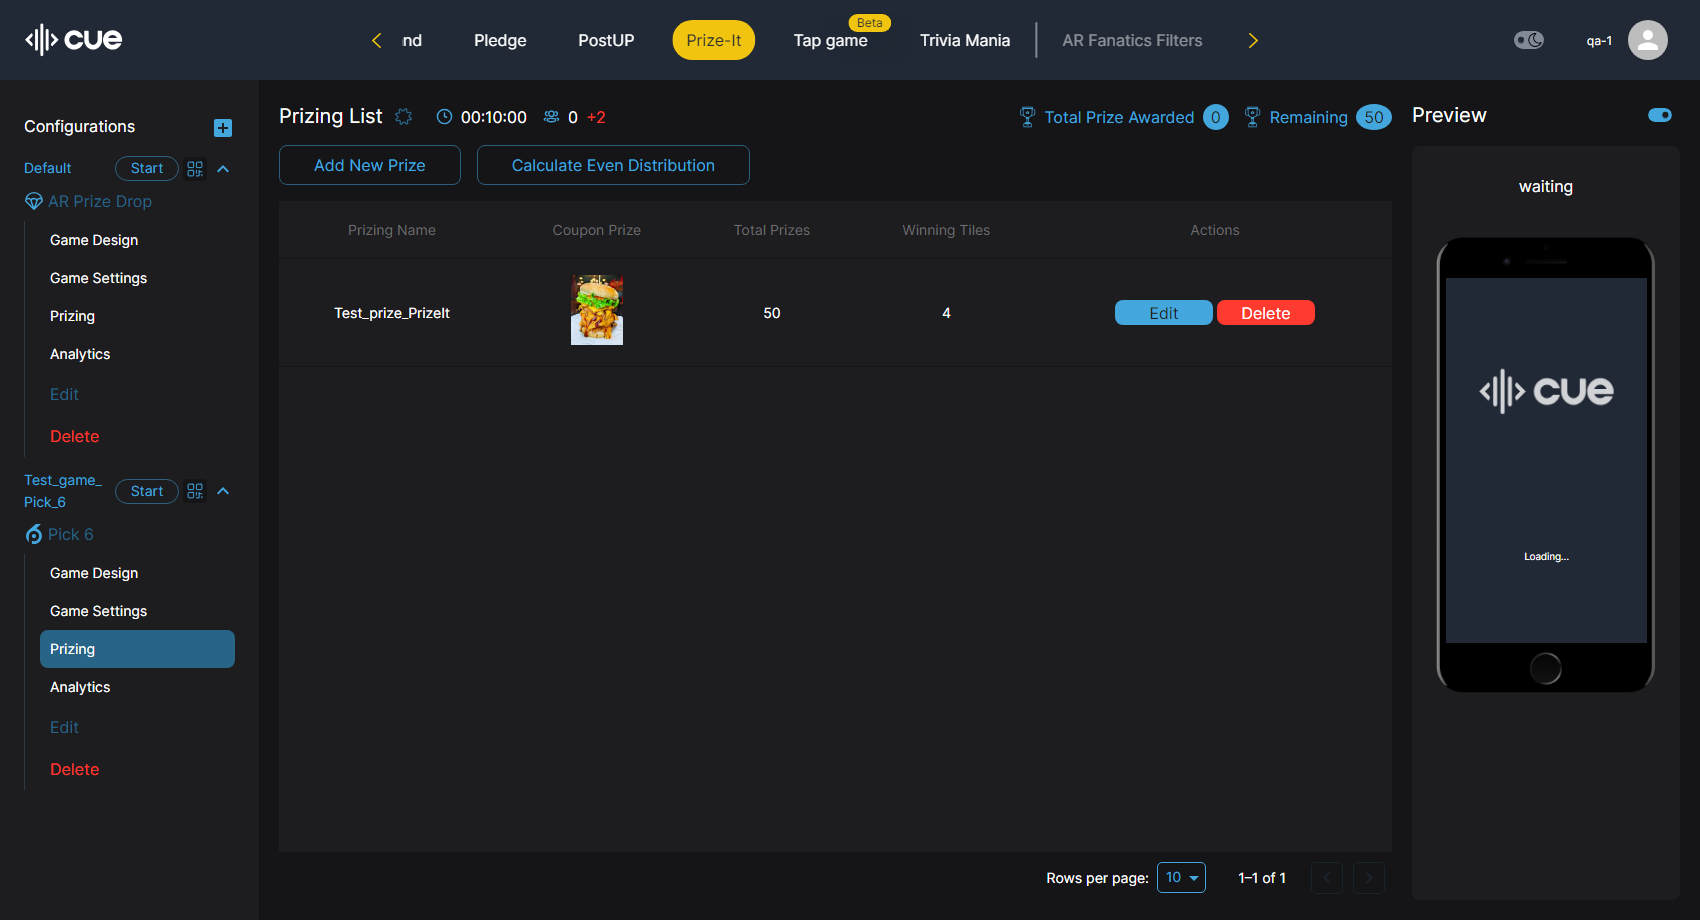 cue
nd
Pledge
PostUP
Prize-It
Beta
Tap game
Trivia Mania
AR Fanatics Filters
qa-1
Configurations
Default
Start
AR Prize Drop
Game Design
Game Settings
Prizing
Analytics
Edit
Delete
Test_game_
Pick_6
Start
Pick 6
Game Design
Game Settings
Prizing
Analytics
Edit
Delete
Prizing List
00:10:00
0 +2
Total Prize Awarded 0
Remaining 50
Add New Prize
Calculate Even Distribution
Prizing Name
Coupon Prize
Total Prizes
Winning Tiles
Actions
Test_prize_PrizeIt
50
4
Edit
Delete
Rows per page: 10
1–1 of 1
Preview
waiting
cue
Loading...